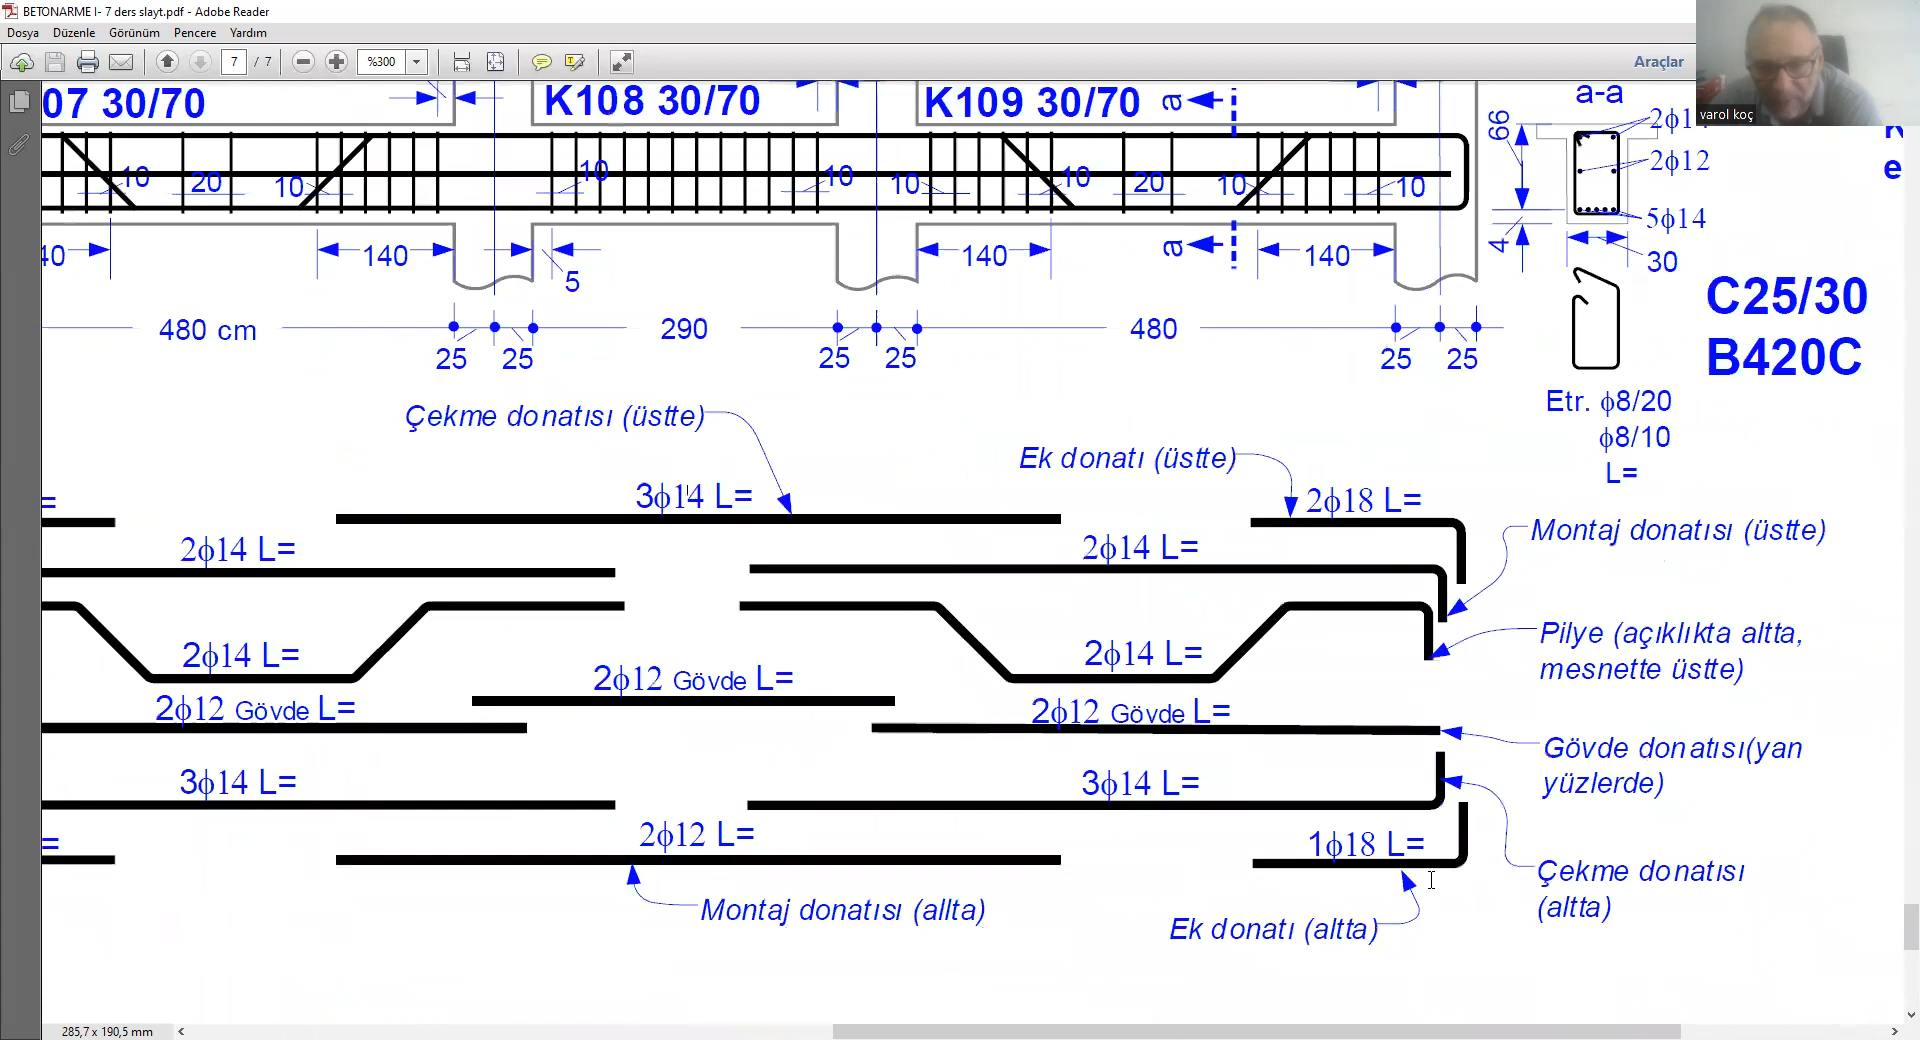 BETONARME I- 7 ders slayt.pdf - Adobe Reader
Dosya Düzenle Görünüm Pencere Yardım
7 / 7 %300 Araçlar
varol koç
07 30/70 K108 30/70 K109 30/70 a a-a
66 2ϕ1
2ϕ12
10 20 10 10 10 10 10 20 10 10
5ϕ14
40 140 5 140 a 140 4 30
C25/30
B420C
480 cm 290 480
25 25 25 25 25 25
Etr. ϕ8/20
ϕ8/10
L=
Çekme donatısı (üstte)
Ek donatı (üstte)
= 3ϕ14 L= 2ϕ18 L=
Montaj donatısı (üstte)
2ϕ14 L= 2ϕ14 L=
Pilye (açıklıkta altta,
mesnette üstte)
2ϕ14 L= 2ϕ14 L=
2ϕ12 Gövde L=
2ϕ12 Gövde L= 2ϕ12 Gövde L=
Gövde donatısı(yan
yüzlerde)
3ϕ14 L= 3ϕ14 L=
= 2ϕ12 L= 1ϕ18 L=
Çekme donatısı
(altta)
Montaj donatısı (allta)
Ek donatı (altta)
285,7 x 190,5 mm